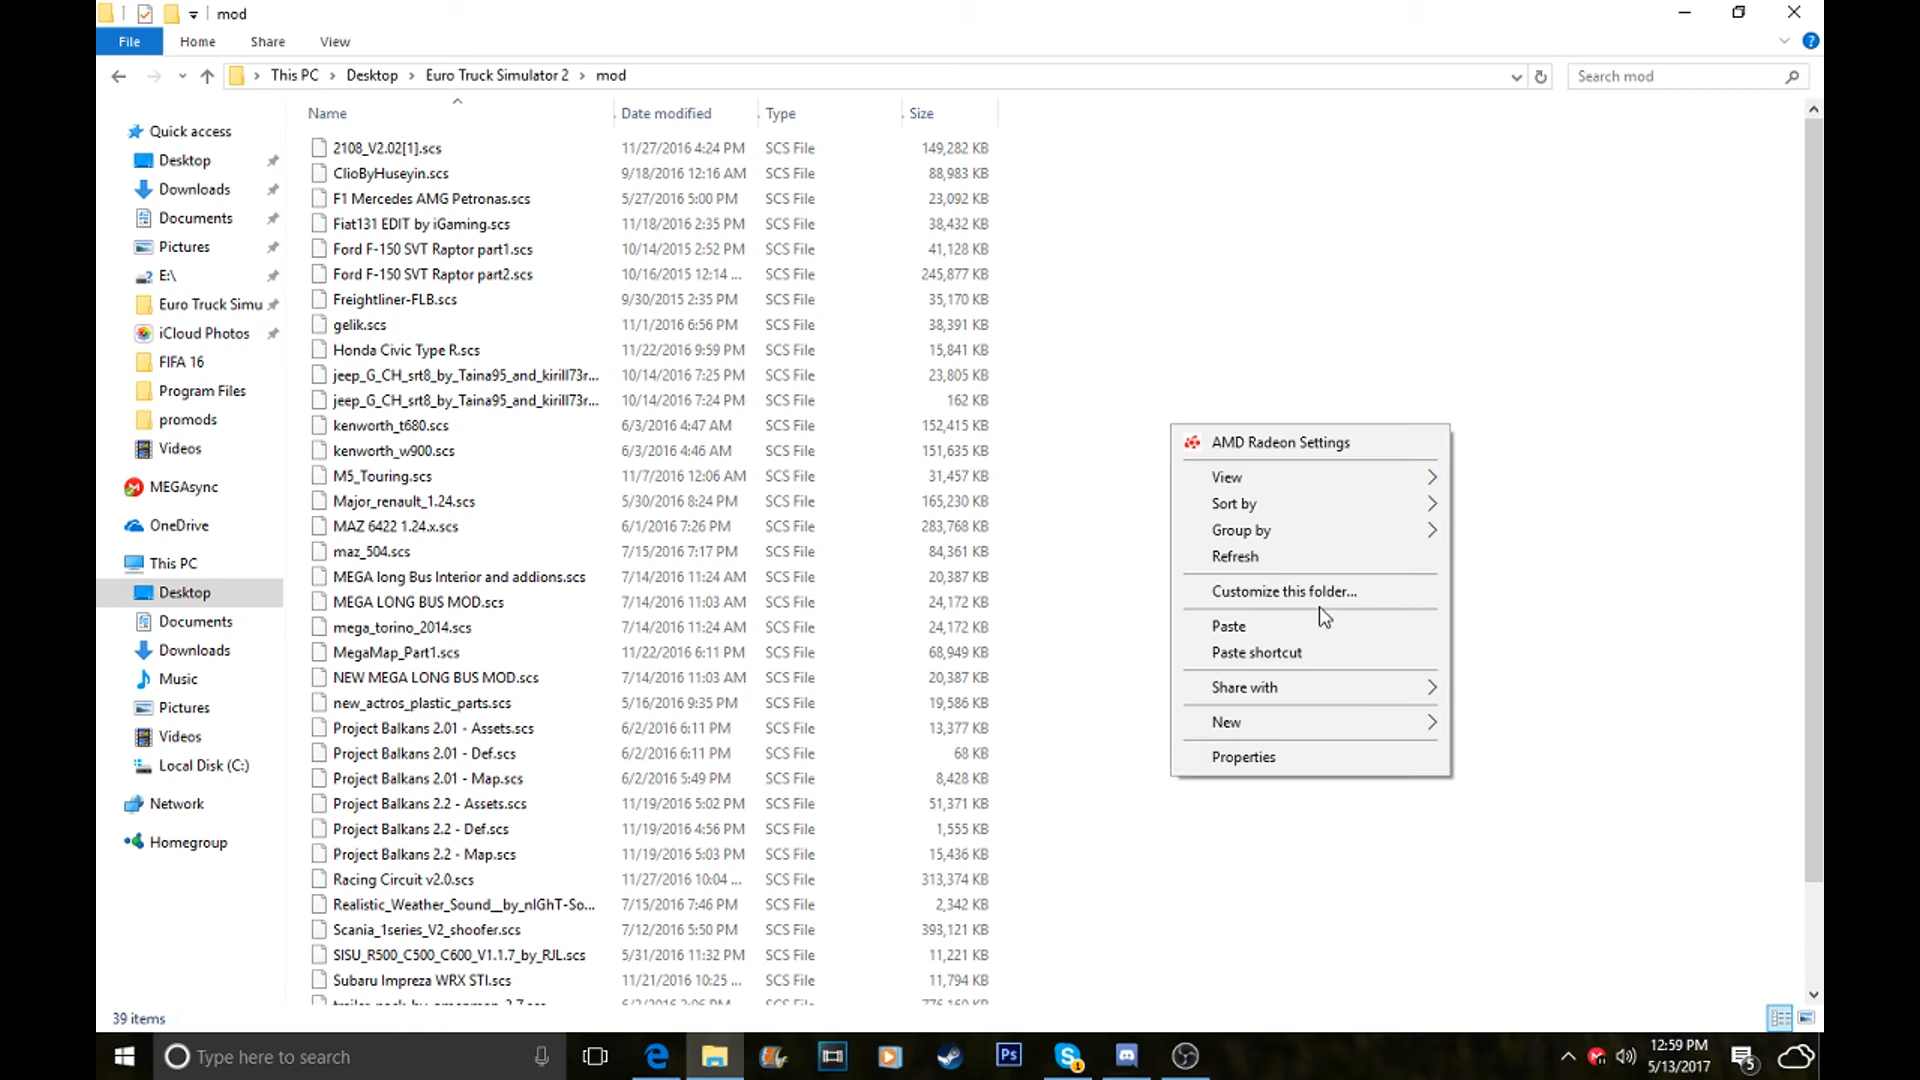 mod
File Home Share View
This PC > Desktop > Euro Truck Simulator 2 > mod
Search mod
Name Date modified Type Size
Quick access
Desktop
Downloads
Documents
Pictures
E:\
Euro Truck Simu
iCloud Photos
FIFA 16
Program Files
promods
Videos
MEGAsync
OneDrive
This PC
Desktop
Documents
Downloads
Music
Pictures
Videos
Local Disk (C:)
Network
Homegroup
2108_V2.02[1].scs 11/27/2016 4:24 PM SCS File 149,282 KB
ClioByHuseyin.scs 9/18/2016 12:16 AM SCS File 88,983 KB
F1 Mercedes AMG Petronas.scs 5/27/2016 5:00 PM SCS File 23,092 KB
Fiat131 EDIT by iGaming.scs 11/18/2016 2:35 PM SCS File 38,432 KB
Ford F-150 SVT Raptor part1.scs 10/14/2015 2:52 PM SCS File 41,128 KB
Ford F-150 SVT Raptor part2.scs 10/16/2015 12:14 ... SCS File 245,877 KB
Freightliner-FLB.scs 9/30/2015 2:35 PM SCS File 35,170 KB
gelik.scs 11/1/2016 6:56 PM SCS File 38,391 KB
Honda Civic Type R.scs 11/22/2016 9:59 PM SCS File 15,841 KB
jeep_G_CH_srt8_by_Taina95_and_kirill73r... 10/14/2016 7:25 PM SCS File 23,805 KB
jeep_G_CH_srt8_by_Taina95_and_kirill73r... 10/14/2016 7:24 PM SCS File 162 KB
kenworth_t680.scs 6/3/2016 4:47 AM SCS File 152,415 KB
kenworth_w900.scs 6/3/2016 4:46 AM SCS File 151,635 KB
M5_Touring.scs 11/7/2016 12:06 AM SCS File 31,457 KB
Major_renault_1.24.scs 5/30/2016 8:24 PM SCS File 165,230 KB
MAZ 6422 1.24.x.scs 6/1/2016 7:26 PM SCS File 283,768 KB
maz_504.scs 7/15/2016 7:17 PM SCS File 84,361 KB
MEGA long Bus Interior and addions.scs 7/14/2016 11:24 AM SCS File 20,387 KB
MEGA LONG BUS MOD.scs 7/14/2016 11:03 AM SCS File 24,172 KB
mega_torino_2014.scs 7/14/2016 11:24 AM SCS File 24,172 KB
MegaMap_Part1.scs 11/22/2016 6:11 PM SCS File 68,949 KB
NEW MEGA LONG BUS MOD.scs 7/14/2016 11:03 AM SCS File 20,387 KB
new_actros_plastic_parts.scs 5/16/2016 9:35 PM SCS File 19,586 KB
Project Balkans 2.01 - Assets.scs 6/2/2016 6:11 PM SCS File 13,377 KB
Project Balkans 2.01 - Def.scs 6/2/2016 6:11 PM SCS File 68 KB
Project Balkans 2.01 - Map.scs 6/2/2016 5:49 PM SCS File 8,428 KB
Project Balkans 2.2 - Assets.scs 11/19/2016 5:02 PM SCS File 51,371 KB
Project Balkans 2.2 - Def.scs 11/19/2016 4:56 PM SCS File 1,555 KB
Project Balkans 2.2 - Map.scs 11/19/2016 5:03 PM SCS File 15,436 KB
Racing Circuit v2.0.scs 11/27/2016 10:04 ... SCS File 313,374 KB
Realistic_Weather_Sound__by_nIGhT-So... 7/15/2016 7:46 PM SCS File 2,342 KB
Scania_1series_V2_shoofer.scs 7/12/2016 5:50 PM SCS File 393,121 KB
SISU_R500_C500_C600_V1.1.7_by_RJL.scs 5/31/2016 11:32 PM SCS File 11,221 KB
Subaru Impreza WRX STI.scs 11/21/2016 10:25 ... SCS File 11,794 KB
AMD Radeon Settings
View
Sort by
Group by
Refresh
Customize this folder...
Paste
Paste shortcut
Share with
New
Properties
39 items
Type here to search
Ps
12:59 PM
5/13/2017
5